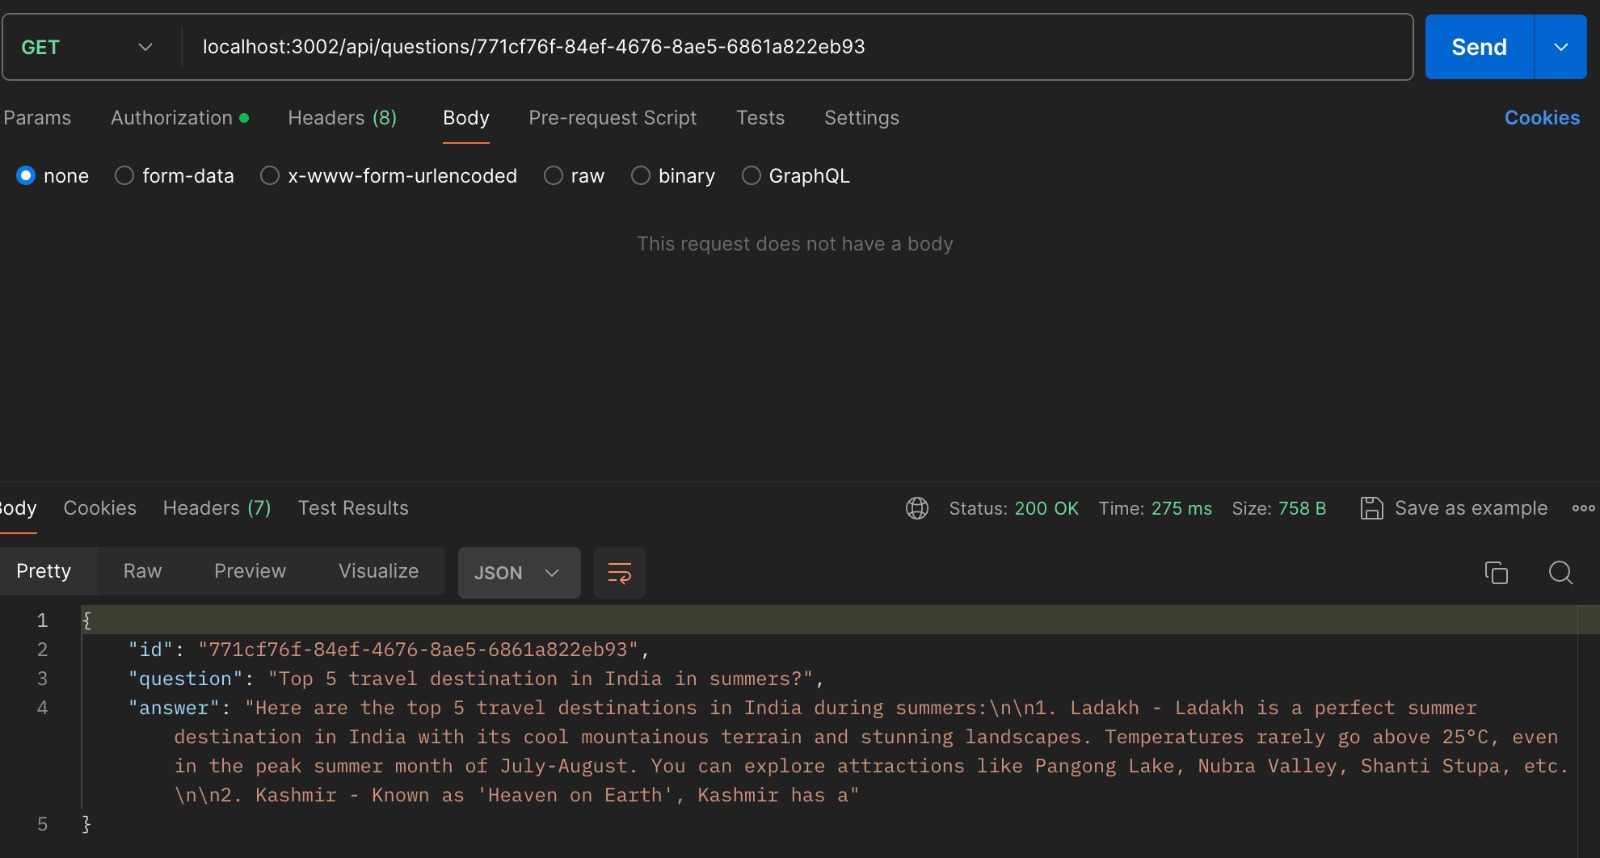 GET localhost:3002/api/questions/771cf76f-84ef-4676-8ae5-6861a822eb93 Send
Params Authorization Headers (8) Body Pre-request Script Tests Settings Cookies
none form-data x-www-form-urlencoded raw binary GraphQL
This request does not have a body
Body Cookies Headers (7) Test Results Status: 200 OK Time: 275 ms Size: 758 B Save as example
Pretty Raw Preview Visualize JSON
1 {
2 "id": "771cf76f-84ef-4676-8ae5-6861a822eb93",
3 "question": "Top 5 travel destination in India in summers?",
4 "answer": "Here are the top 5 travel destinations in India during summers:\n\n1. Ladakh - Ladakh is a perfect summer
destination in India with its cool mountainous terrain and stunning landscapes. Temperatures rarely go above 25°C, even
in the peak summer month of July-August. You can explore attractions like Pangong Lake, Nubra Valley, Shanti Stupa, etc.
\n\n2. Kashmir - Known as 'Heaven on Earth', Kashmir has a"
5 }